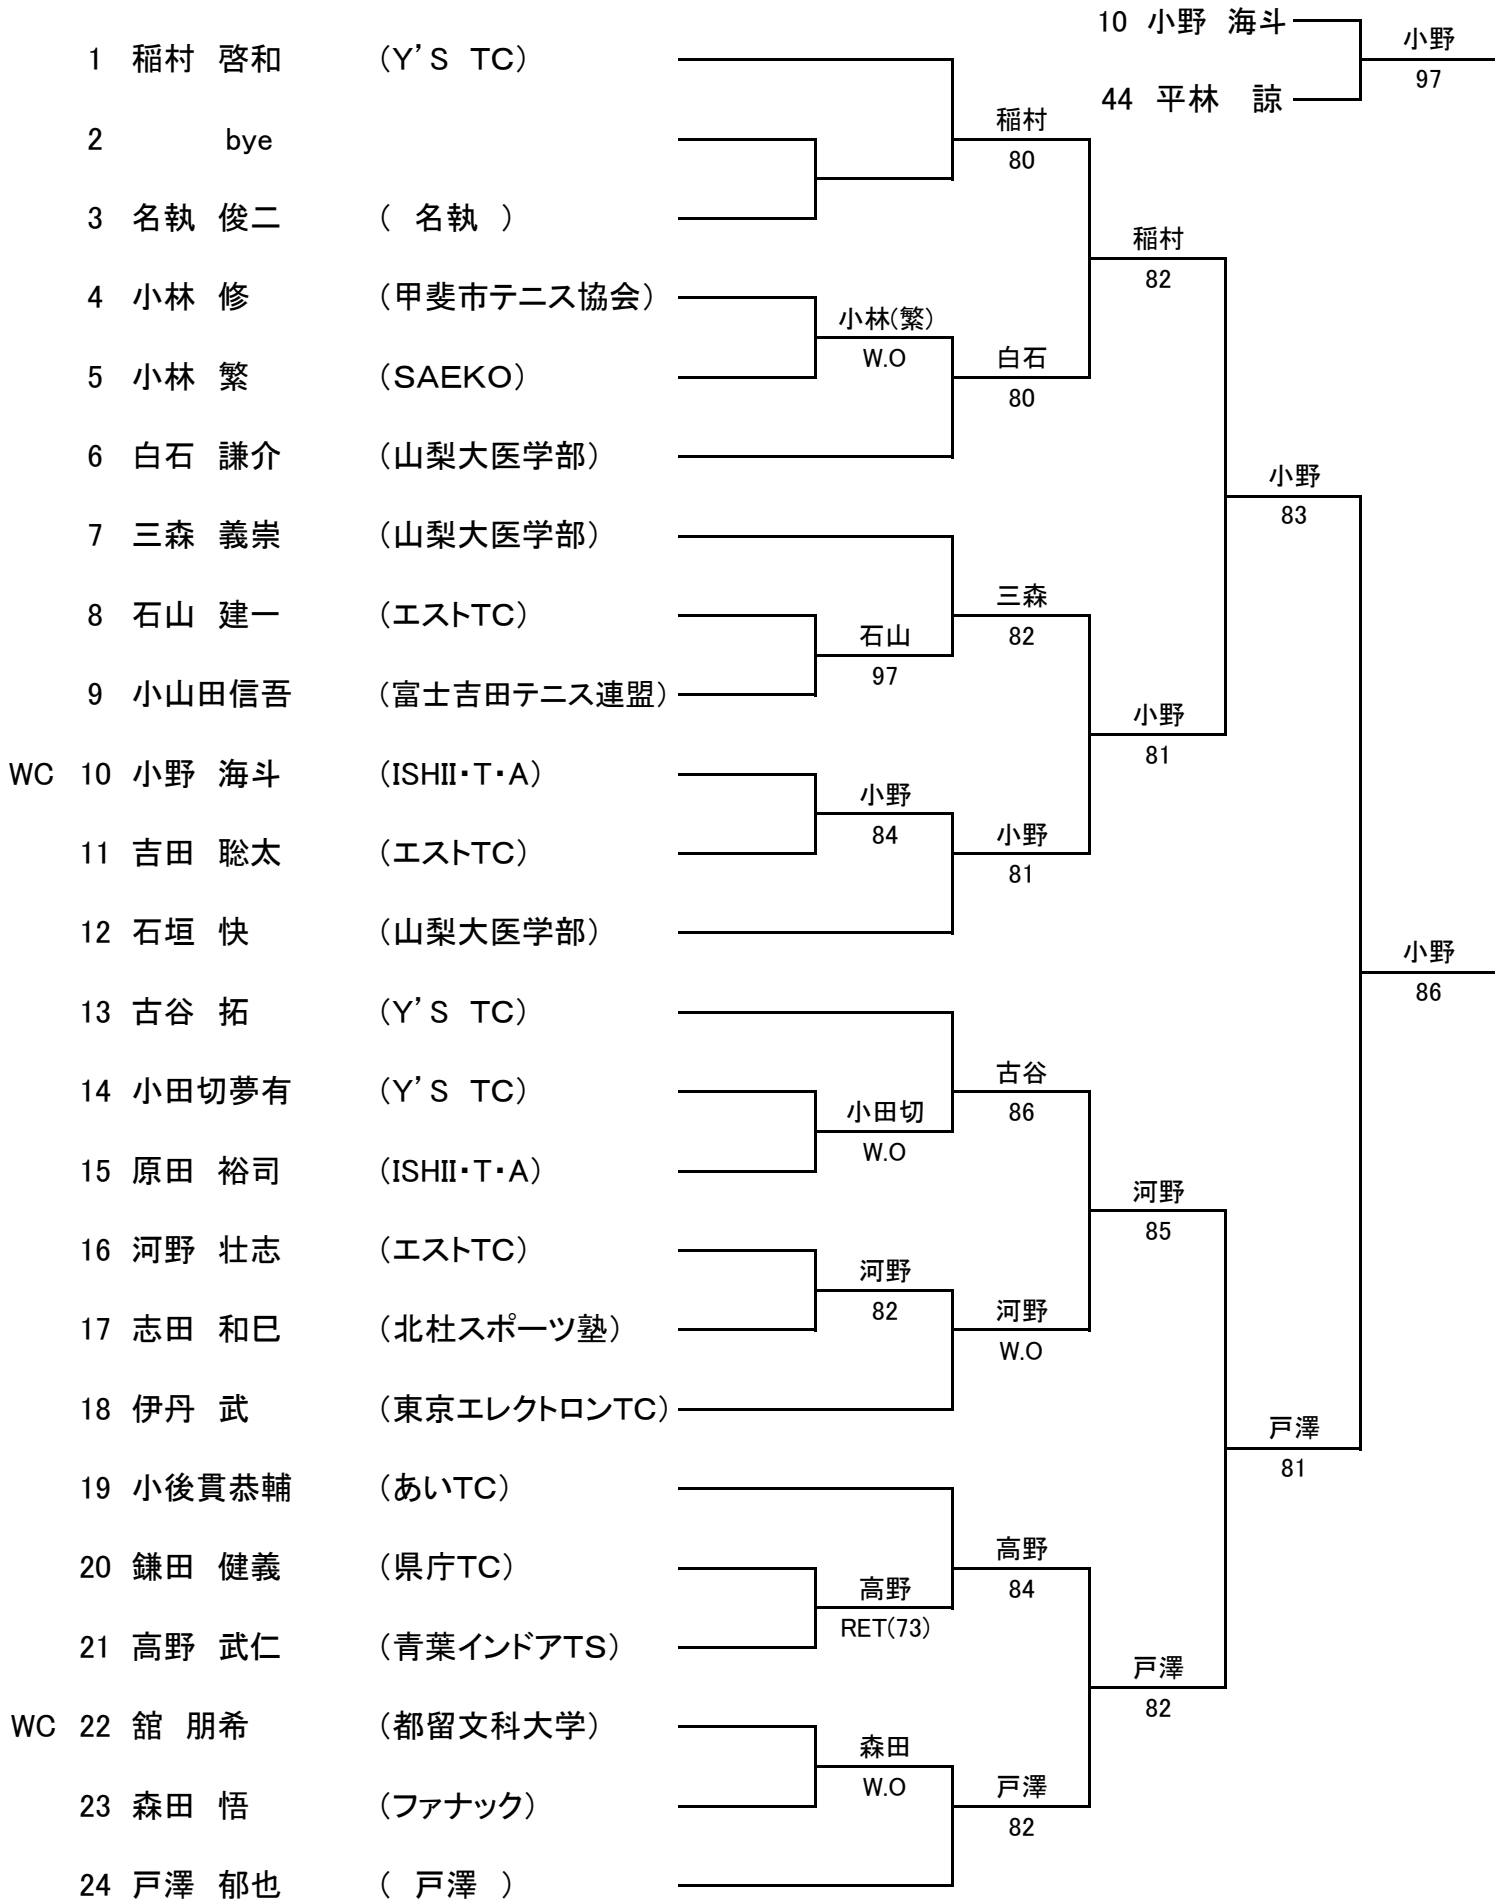 10 小野 海斗
小野
97
44 平林 諒
1 稲村 啓和 (Y'S TC)
2 bye
稲村
80
3 名執 俊二 ( 名執 )
稲村
82
4 小林 修 (甲斐市テニス協会)
小林(繁)
W.O
5 小林 繁 (SAEKO)
白石
80
6 白石 謙介 (山梨大医学部)
小野
83
7 三森 義崇 (山梨大医学部)
三森
82
8 石山 建一 (エストTC)
石山
97
9 小山田信吾 (富士吉田テニス連盟)
小野
81
WC 10 小野 海斗 (ISHII・T・A)
小野
84
11 吉田 聡太 (エストTC)
小野
81
12 石垣 快 (山梨大医学部)
小野
86
13 古谷 拓 (Y'S TC)
古谷
86
14 小田切夢有 (Y'S TC)
小田切
W.O
15 原田 裕司 (ISHII・T・A)
河野
85
16 河野 壮志 (エストTC)
河野
82
17 志田 和巳 (北杜スポーツ塾)
河野
W.O
18 伊丹 武 (東京エレクトロンTC)
戸澤
81
19 小後貫恭輔 (あいTC)
高野
84
20 鎌田 健義 (県庁TC)
高野
RET(73)
21 高野 武仁 (青葉インドアTS)
戸澤
82
WC 22 舘 朋希 (都留文科大学)
森田
W.O
23 森田 悟 (ファナック)
戸澤
82
24 戸澤 郁也 ( 戸澤 )